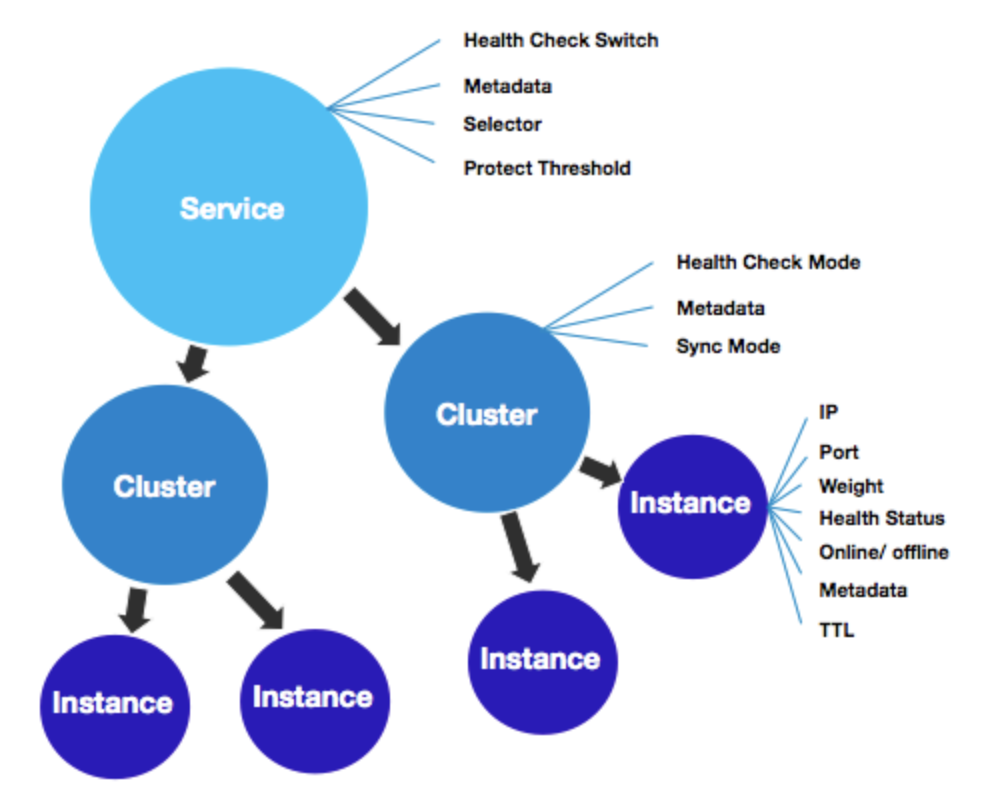 Health Check Switch
Metadata
Selector
Protect Threshold
Service
Health Check Mode
Metadata
Sync Mode
Cluster
IP
Port
Weight
Health Status
Online/ offline
Metadata
TTL
Instance
Cluster
Instance
Instance
Instance